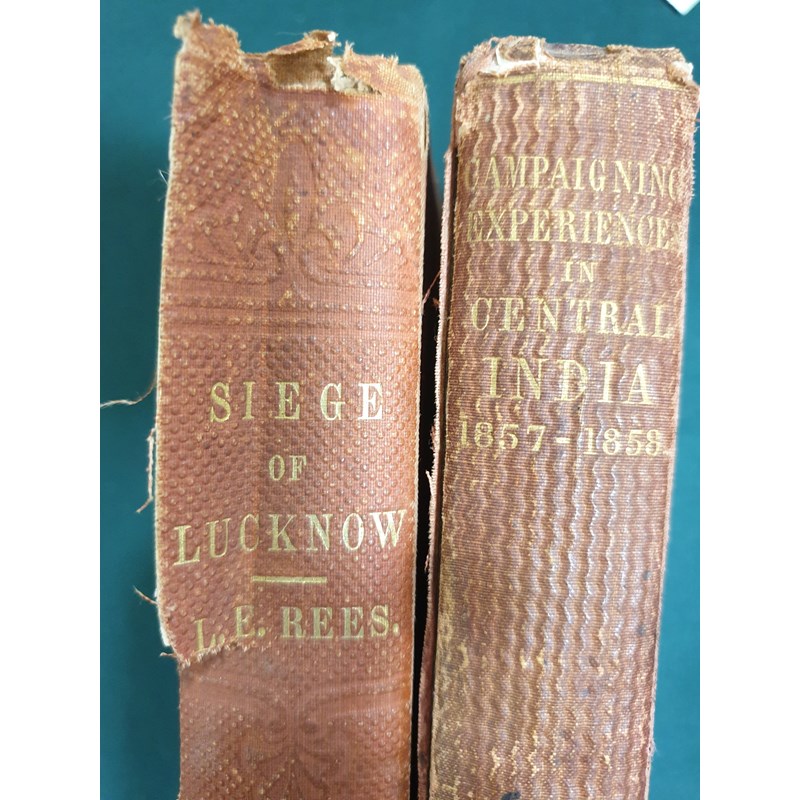 SIEGE
OF
LUCKNOW
L. E. REES.
CAMPAIGNING
EXPERIENCE
IN
CENTRAL
INDIA
1857-1858